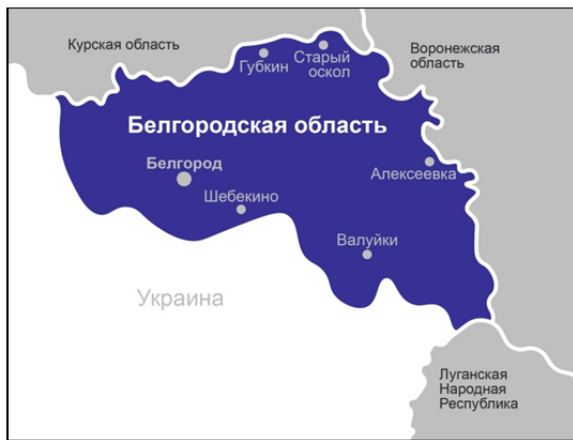 Курская область
Воронежская
область
Старый
оскол
Губкин
Белгородская область
Белгород
Алексеевка
Шебекино
Валуйки
Украина
Луганская
Народная
Республика